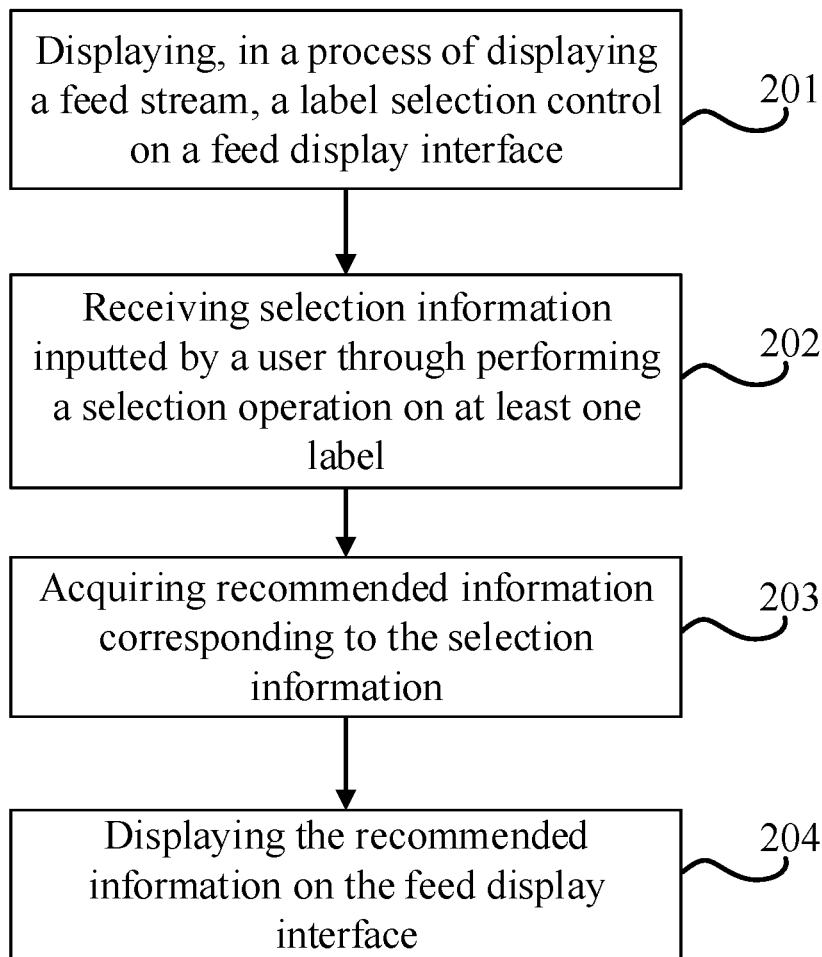 Displaying, in a process of displaying
a feed stream, a label selection control
on a feed display interface
201
Receiving selection information
inputted by a user through performing
a selection operation on at least one
label
202
Acquiring recommended information
corresponding to the selection
information
203
Displaying the recommended
information on the feed display
interface
204